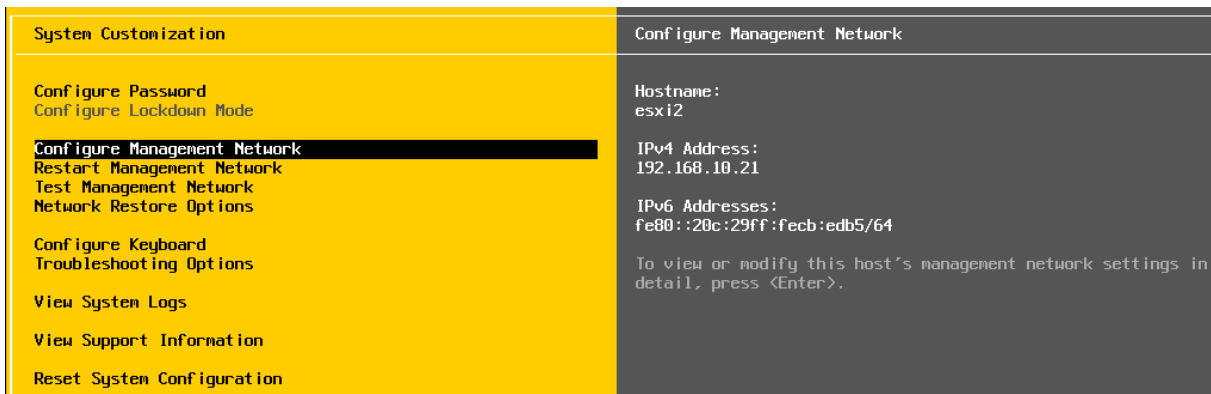 System Customization
Configure Password
Configure Lockdown Mode
Configure Management Network
Restart Management Network
Test Management Network
Network Restore Options
Configure Keyboard
Troubleshooting Options
View System Logs
View Support Information
Reset System Configuration
Configure Management Network
Hostname:
esxi2
IPv4 Address:
192.168.10.21
IPv6 Addresses:
fe80::20c:29ff:fecb:edb5/64
To view or modify this host's management network settings in
detail, press <Enter>.